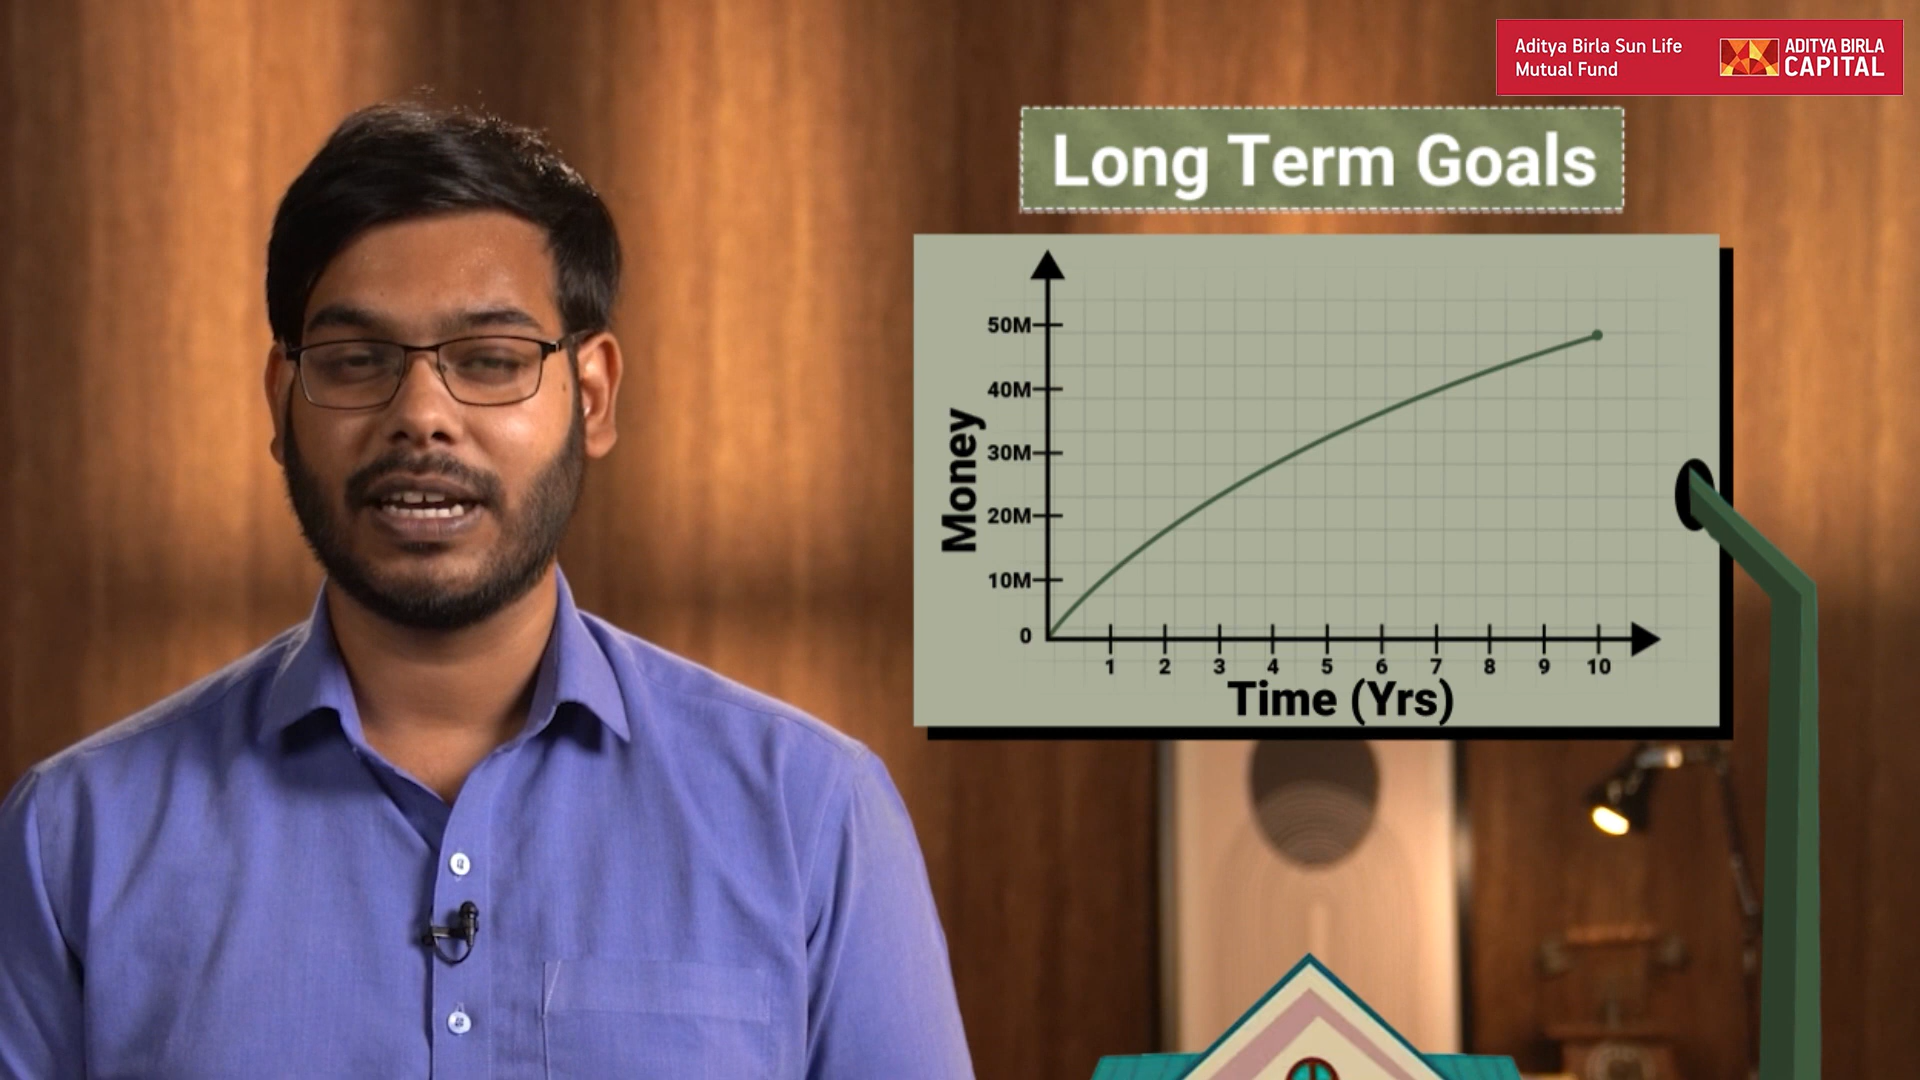 Aditya Birla Sun Life
Mutual Fund
ADITYA BIRLA
CAPITAL
Long Term Goals
50M
40M
30M
20M
10M
0
Money
1 2 3 4 5 6 7 8 9 10
Time (Yrs)